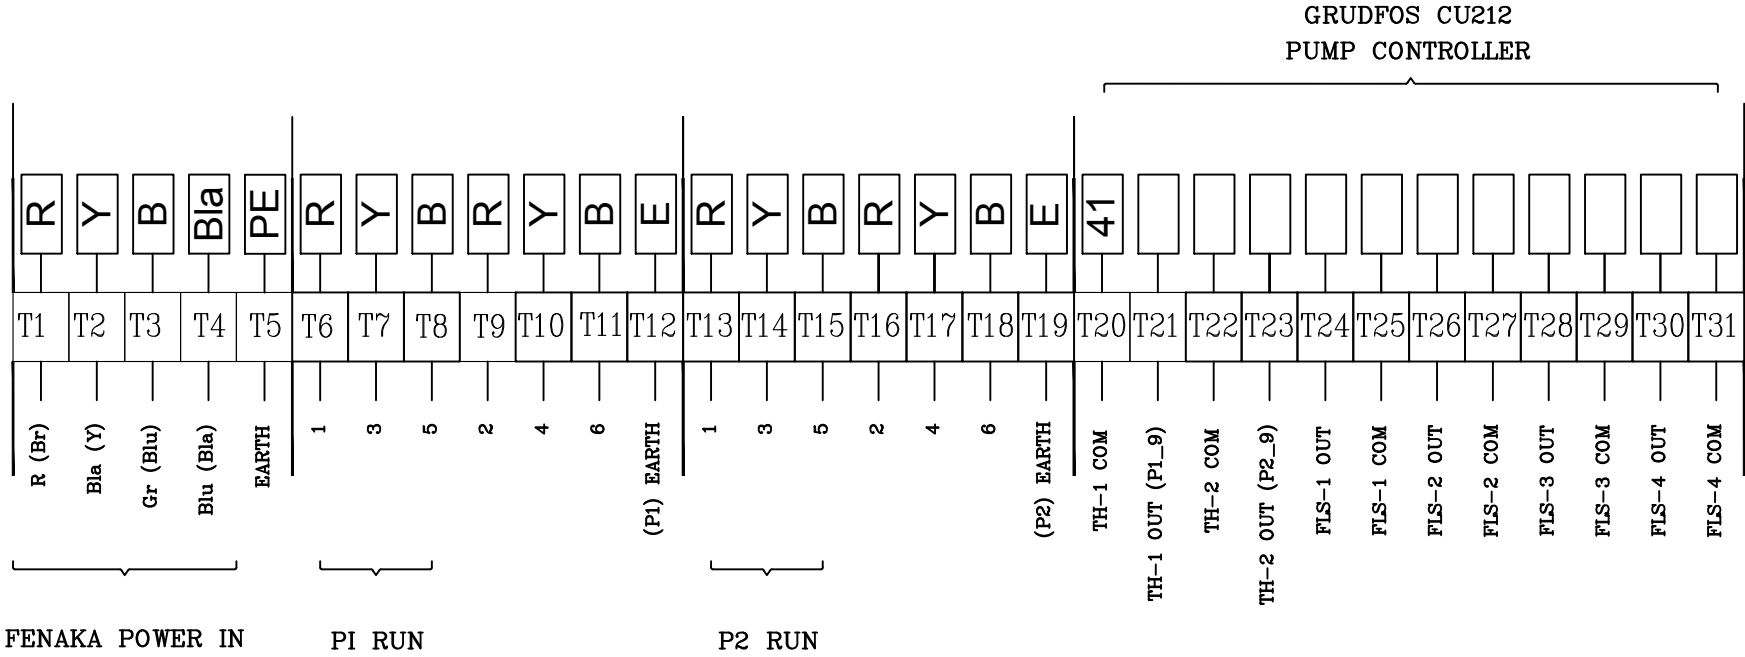 GRUDFOS CU212
PUMP CONTROLLER
R Y B Bla PE R Y B R Y B E R Y B R Y B E 41
T1 T2 T3 T4 T5 T6 T7 T8 T9 T10 T11 T12 T13 T14 T15 T16 T17 T18 T19 T20 T21 T22 T23 T24 T25 T26 T27 T28 T29 T30 T31
R (Br)
Bla (Y)
Gr (Blu)
Blu (Bla)
EARTH
1
3
5
2
4
6
(P1) EARTH
1
3
5
2
4
6
(P2) EARTH
TH-1 COM
TH-1 OUT (P1_9)
TH-2 COM
TH-2 OUT (P2_9)
FLS-1 OUT
FLS-1 COM
FLS-2 OUT
FLS-2 COM
FLS-3 OUT
FLS-3 COM
FLS-4 OUT
FLS-4 COM
FENAKA POWER IN
PI RUN
P2 RUN